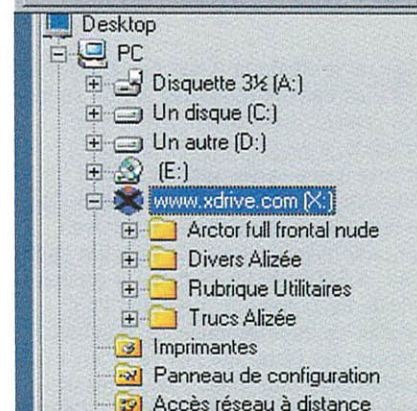 Desktop
PC
Disquette 3½ (A:)
Un disque (C:)
Un autre (D:)
(E:)
www.xdrive.com (X:)
Arctor full frontal nude
Divers Alizée
Rubrique Utilitaires
Trucs Alizée
Imprimantes
Panneau de configuration
Accès réseau à distance